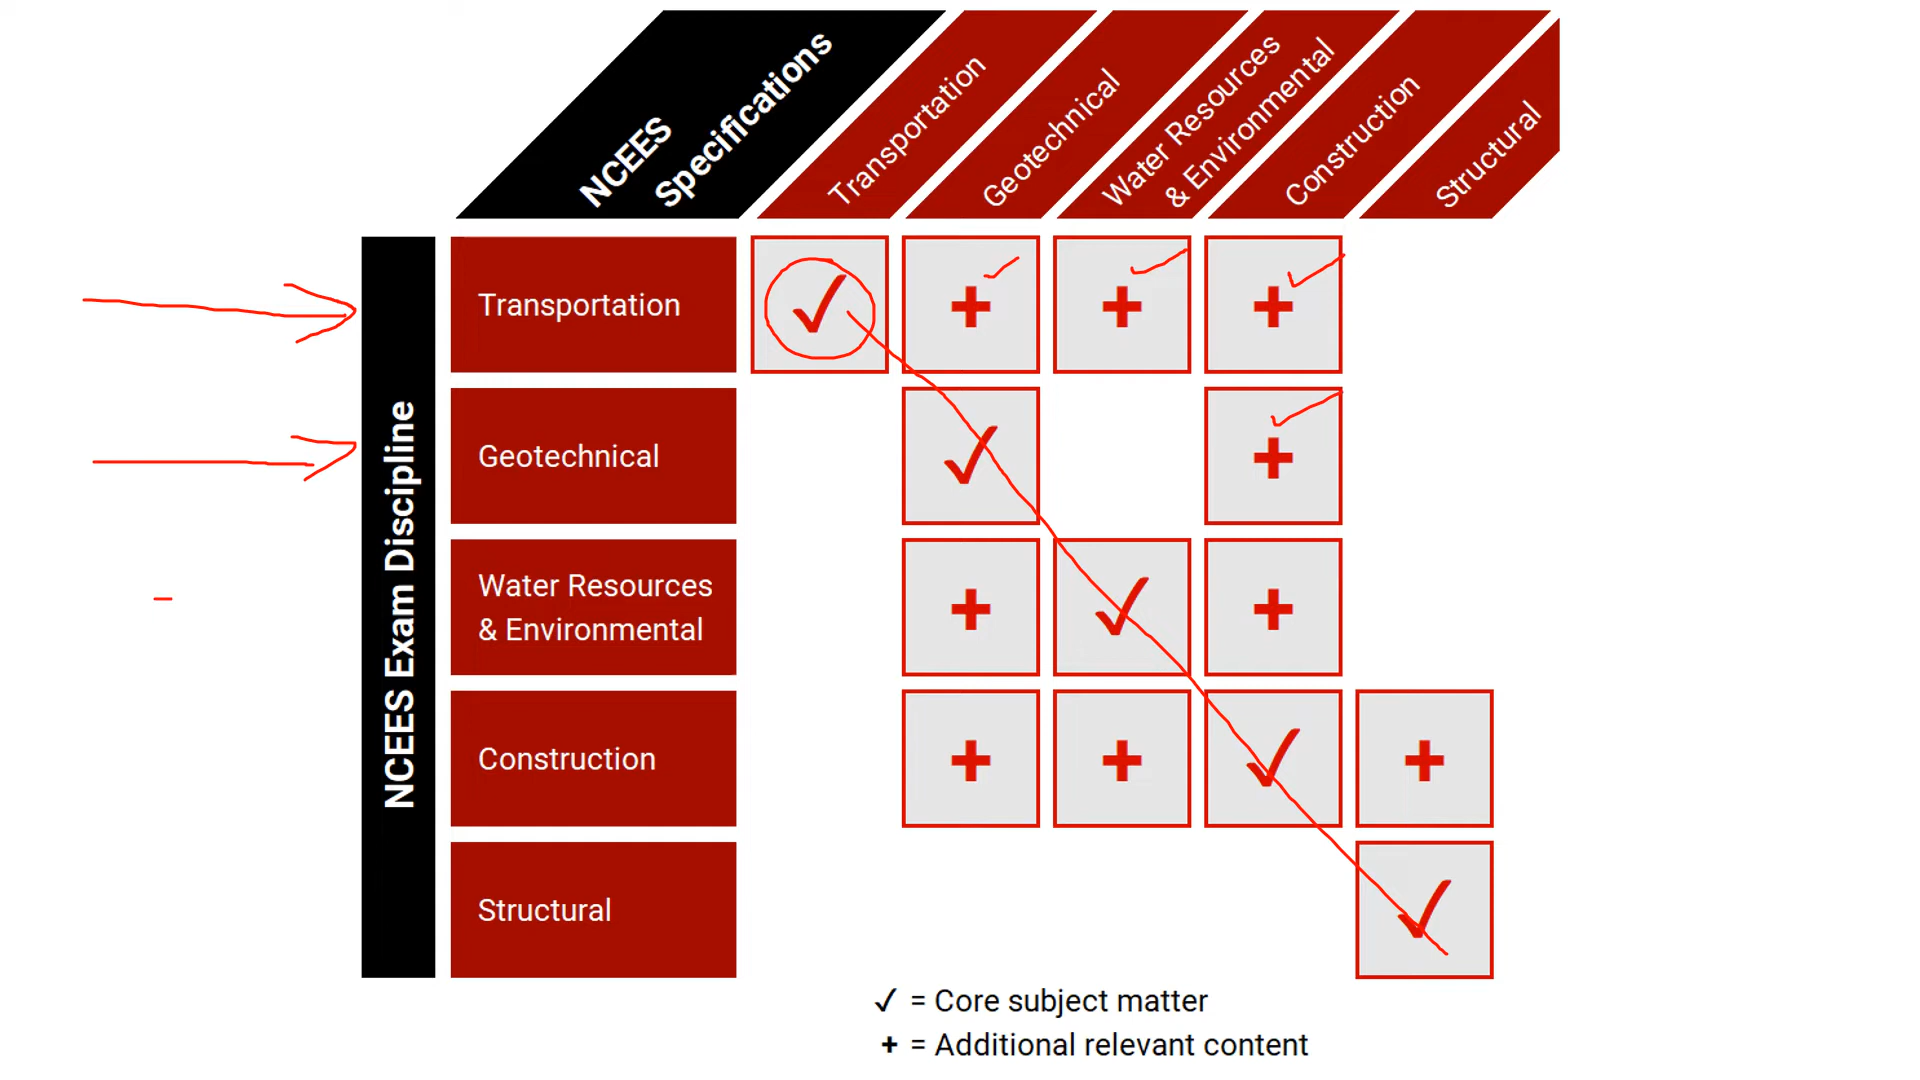 NCEES
Specifications
Transportation
Geotechnical
Water Resources
& Environmental
Construction
Structural
NCEES Exam Discipline
Transportation
✓ + + +
Geotechnical
✓ +
Water Resources
& Environmental
+ ✓ +
Construction
+ + ✓ +
Structural
✓
✓ = Core subject matter
+ = Additional relevant content